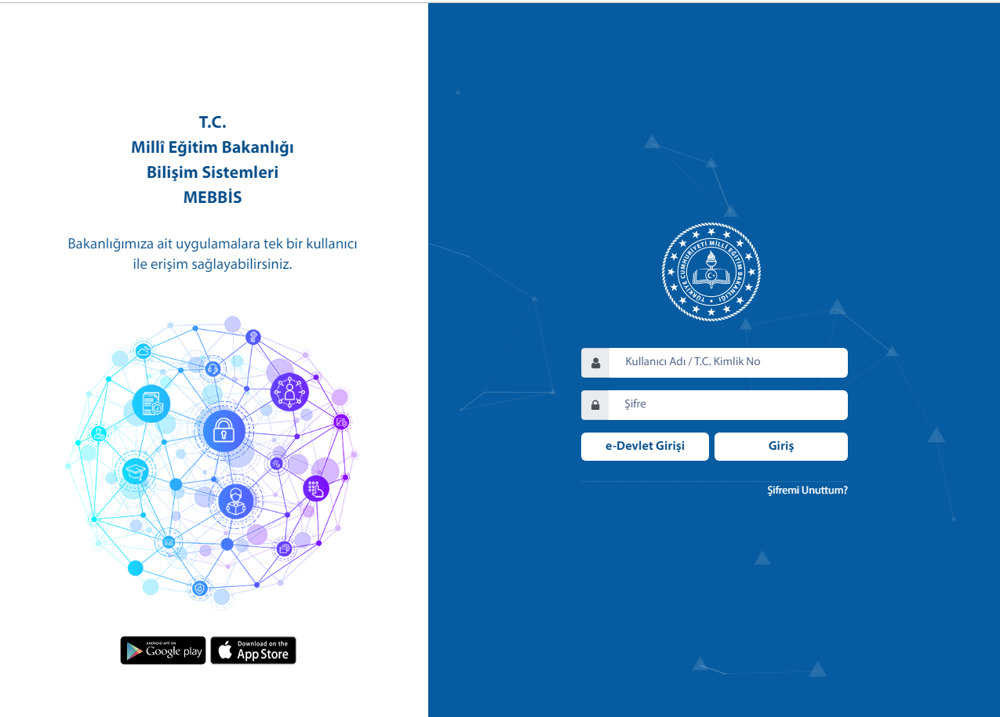 T.C.
Millî Eğitim Bakanlığı
Bilişim Sistemleri
MEBBİS
Bakanlığımıza ait uygulamalara tek bir kullanıcı
ile erişim sağlayabilirsiniz.
ANDROID APP ON
Google play
Download on the
App Store
TÜRKİYE CUMHURİYETİ MİLLÎ EĞİTİM BAKANLIĞI
Kullanıcı Adı / T.C. Kimlik No
Şifre
e-Devlet Girişi
Giriş
Şifremi Unuttum?